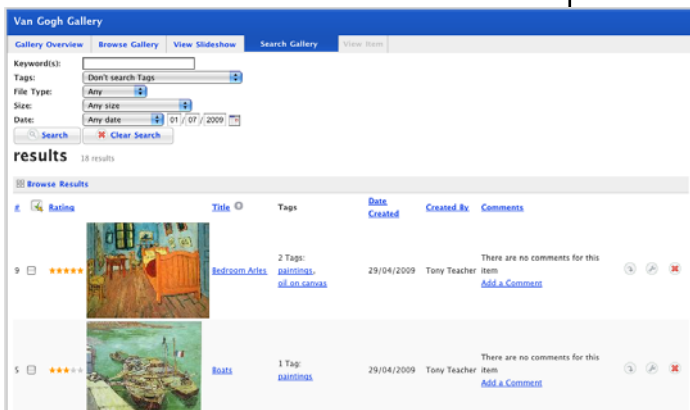 Van Gogh Gallery
Gallery Overview Browse Gallery View Slideshow Search Gallery View Item
Keyword(s):
Tags: Don't search Tags
File Type: Any
Size: Any size
Date: Any date 01 / 07 / 2009
Search Clear Search
results 18 results
Browse Results
# Rating Title Tags Date Created Created By Comments
9 Bedroom Arles 2 Tags: paintings, oil on canvas 29/04/2009 Tony Teacher There are no comments for this item Add a Comment
5 Boats 1 Tag: paintings 29/04/2009 Tony Teacher There are no comments for this item Add a Comment